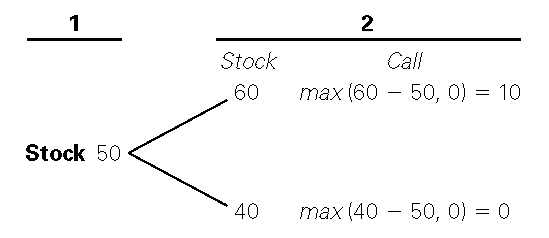 1 2
Stock Call
60 max (60 − 50, 0) = 10
Stock 50
40 max (40 − 50, 0) = 0